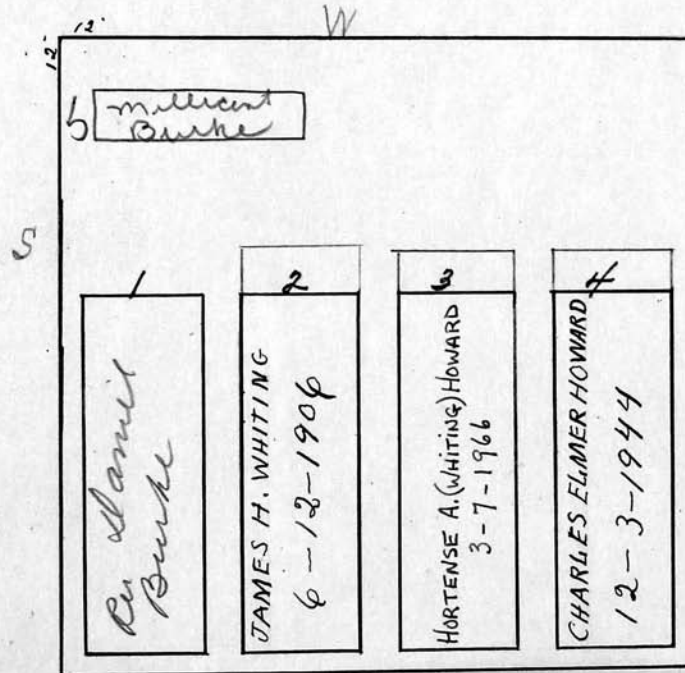 W
12'
12'
5
Millicent
Burke
S
1
2
3
4
Rev Daniel
Burke
JAMES H. WHITING
6-12-1906
HORTENSE A. (WHITING) HOWARD
3-7-1966
CHARLES ELMER HOWARD
12-3-1944